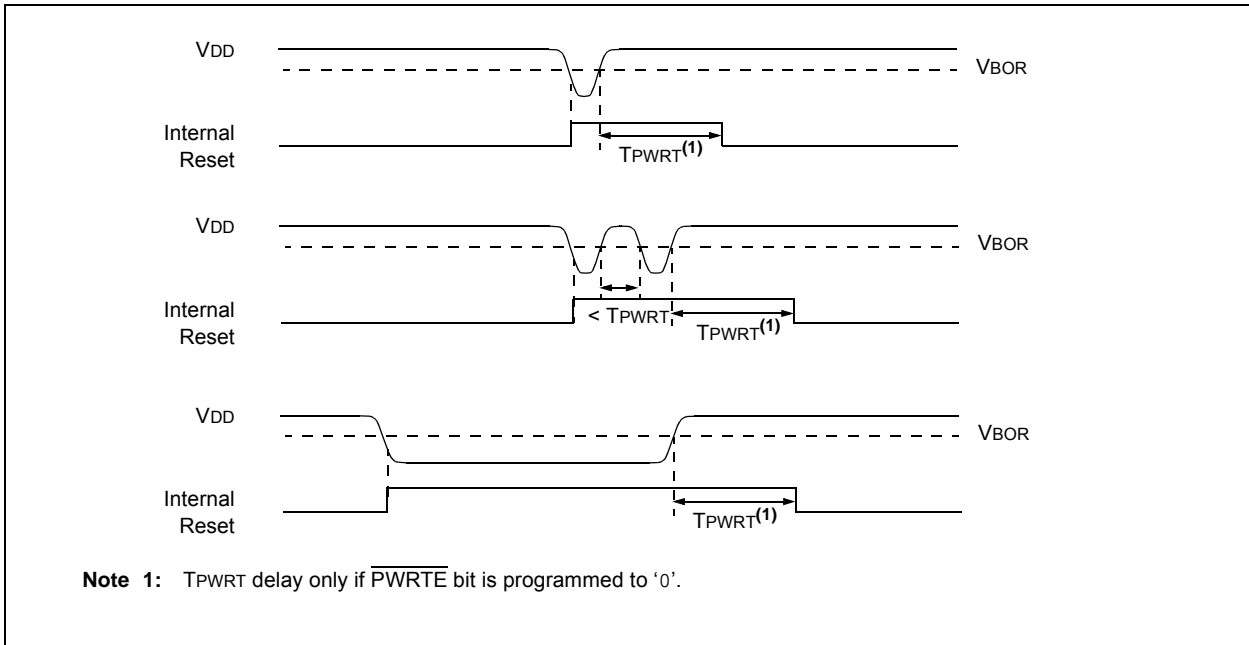 VDD
VBOR
Internal
Reset
TPWRT(1)
VDD
VBOR
Internal
Reset
< TPWRT
TPWRT(1)
VDD
VBOR
Internal
Reset
TPWRT(1)
Note 1: TPWRT delay only if PWRTE bit is programmed to ‘0’.